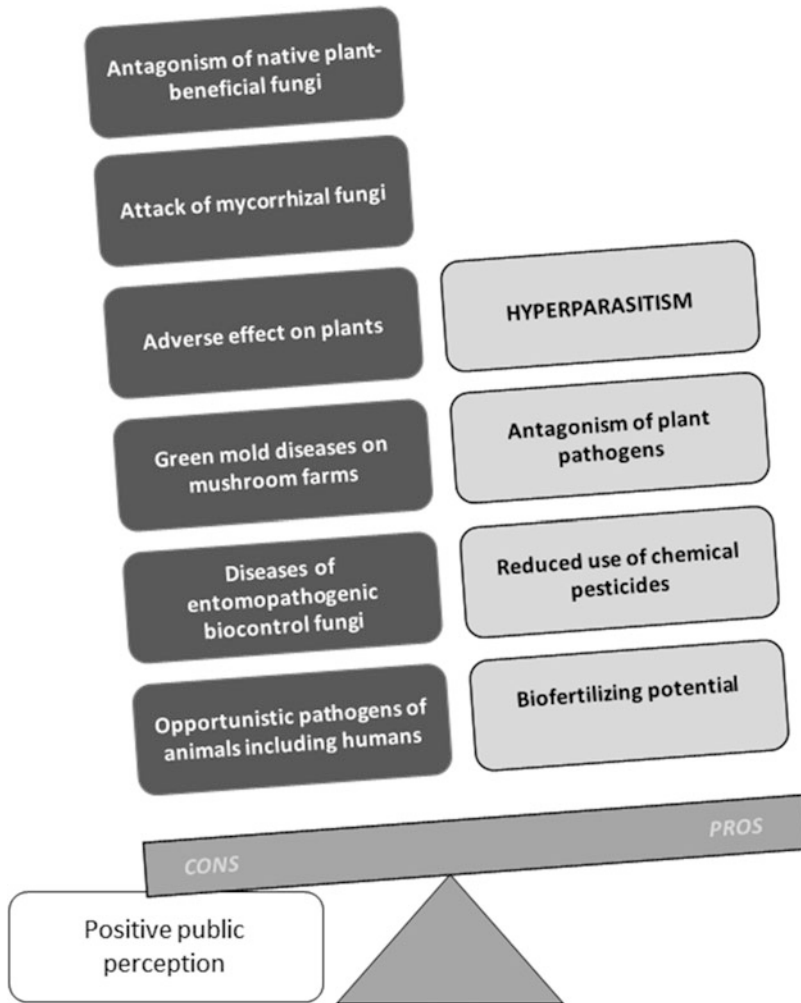 Antagonism of native plant-
beneficial fungi
Attack of mycorrhizal fungi
Adverse effect on plants
Green mold diseases on
mushroom farms
Diseases of
entomopathogenic
biocontrol fungi
Opportunistic pathogens of
animals including humans
HYPERPARASITISM
Antagonism of plant
pathogens
Reduced use of chemical
pesticides
Biofertilizing potential
CONS
PROS
Positive public
perception